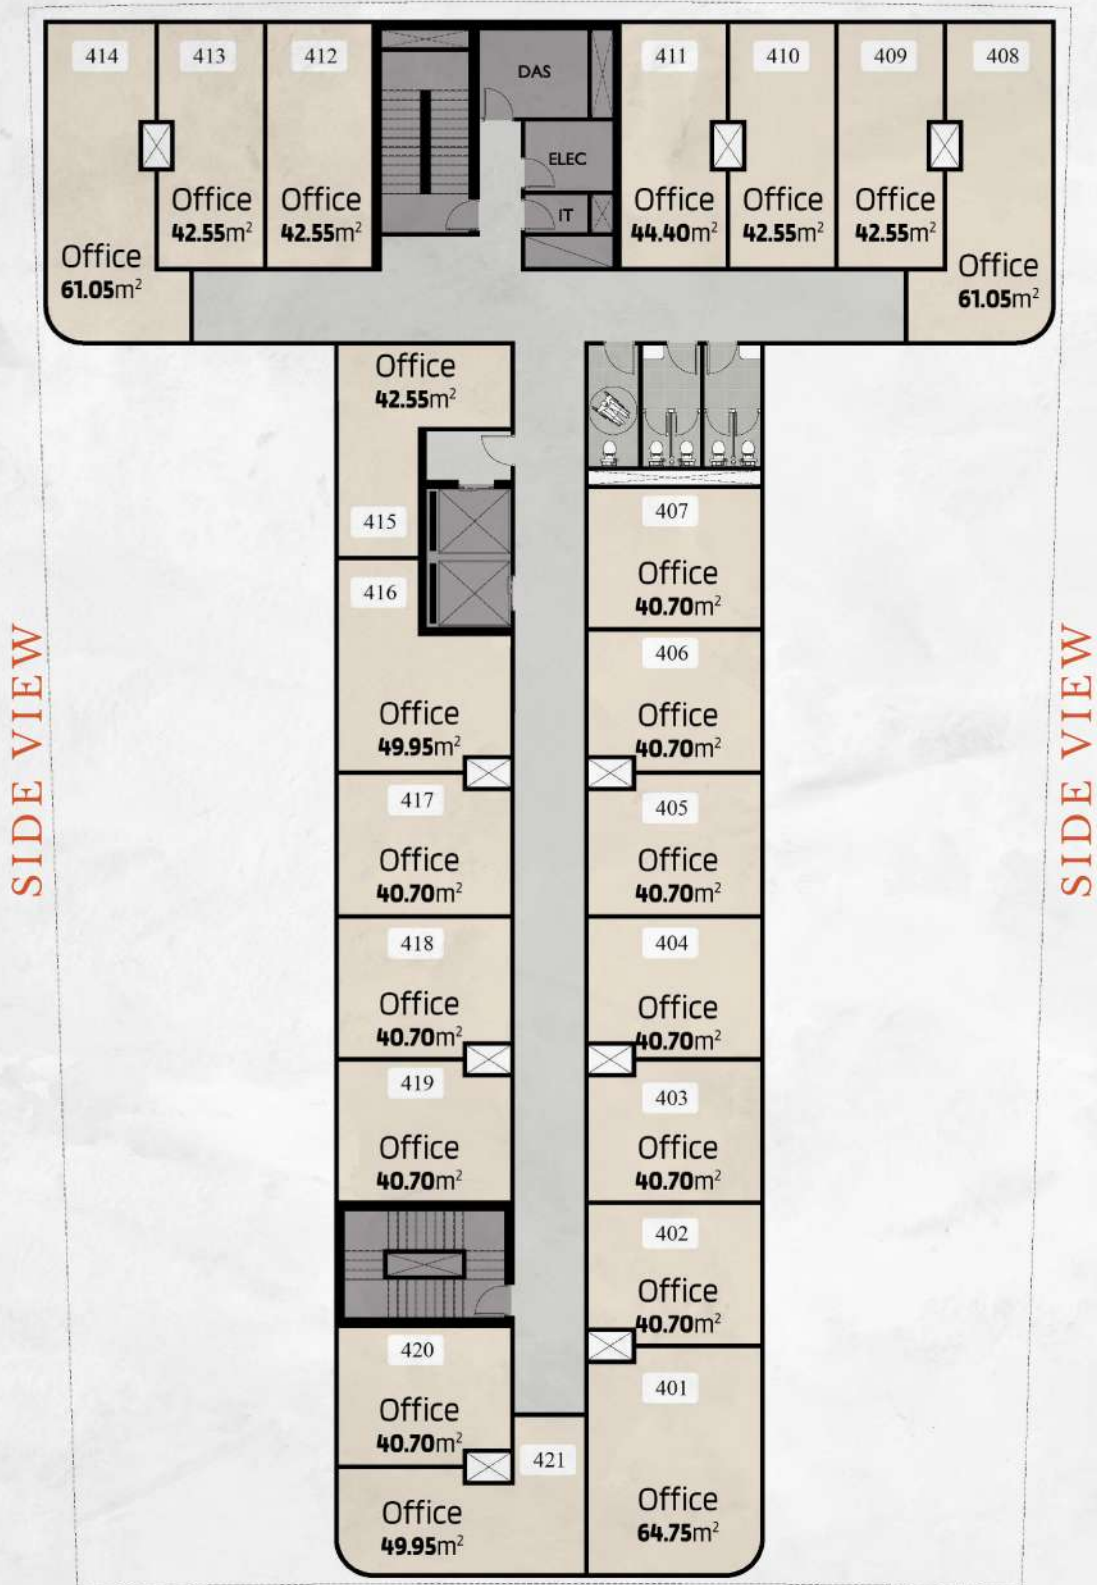 414
413
412
DAS
411
410
409
408
ELEC
IT
Office
42.55m²
Office
42.55m²
Office
44.40m²
Office
42.55m²
Office
42.55m²
Office
61.05m²
Office
61.05m²
Office
42.55m²
415
407
Office
40.70m²
416
406
Office
49.95m²
Office
40.70m²
SIDE VIEW
SIDE VIEW
417
405
Office
40.70m²
Office
40.70m²
418
404
Office
40.70m²
Office
40.70m²
419
403
Office
40.70m²
Office
40.70m²
402
Office
40.70m²
420
401
Office
40.70m²
421
Office
49.95m²
Office
64.75m²